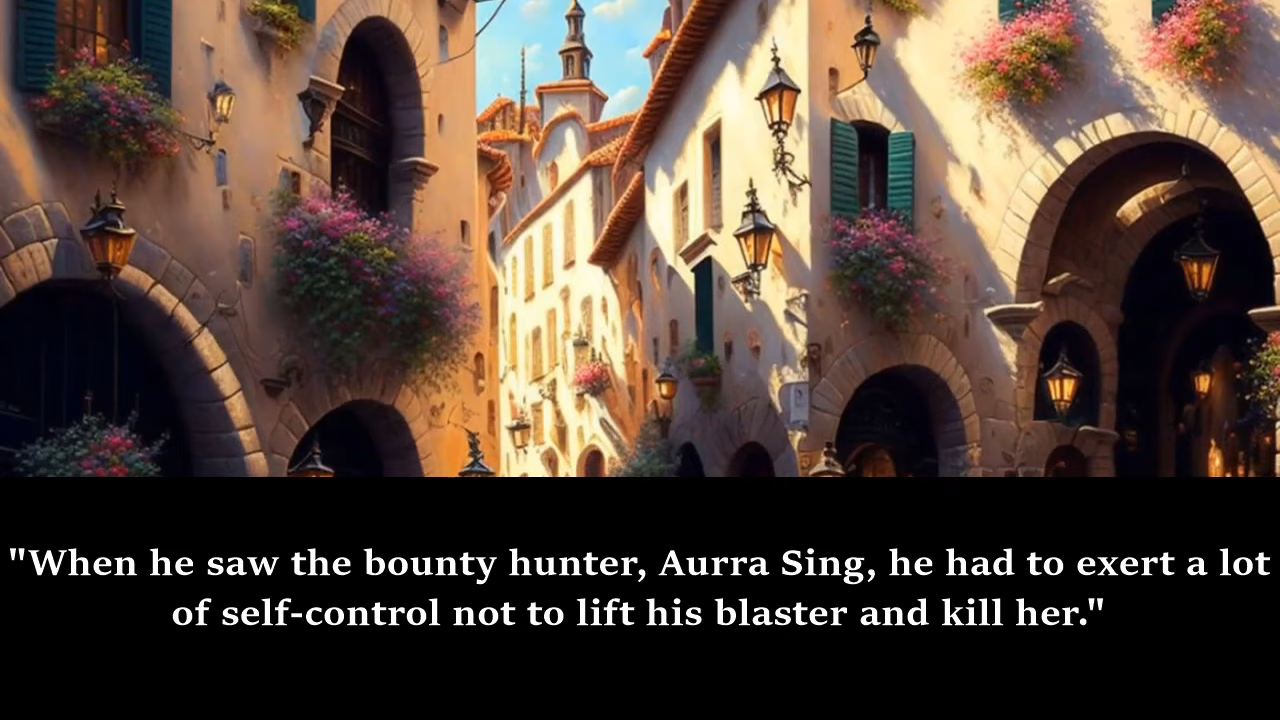 "When he saw the bounty hunter, Aurra Sing, he had to exert a lot
of self-control not to lift his blaster and kill her."